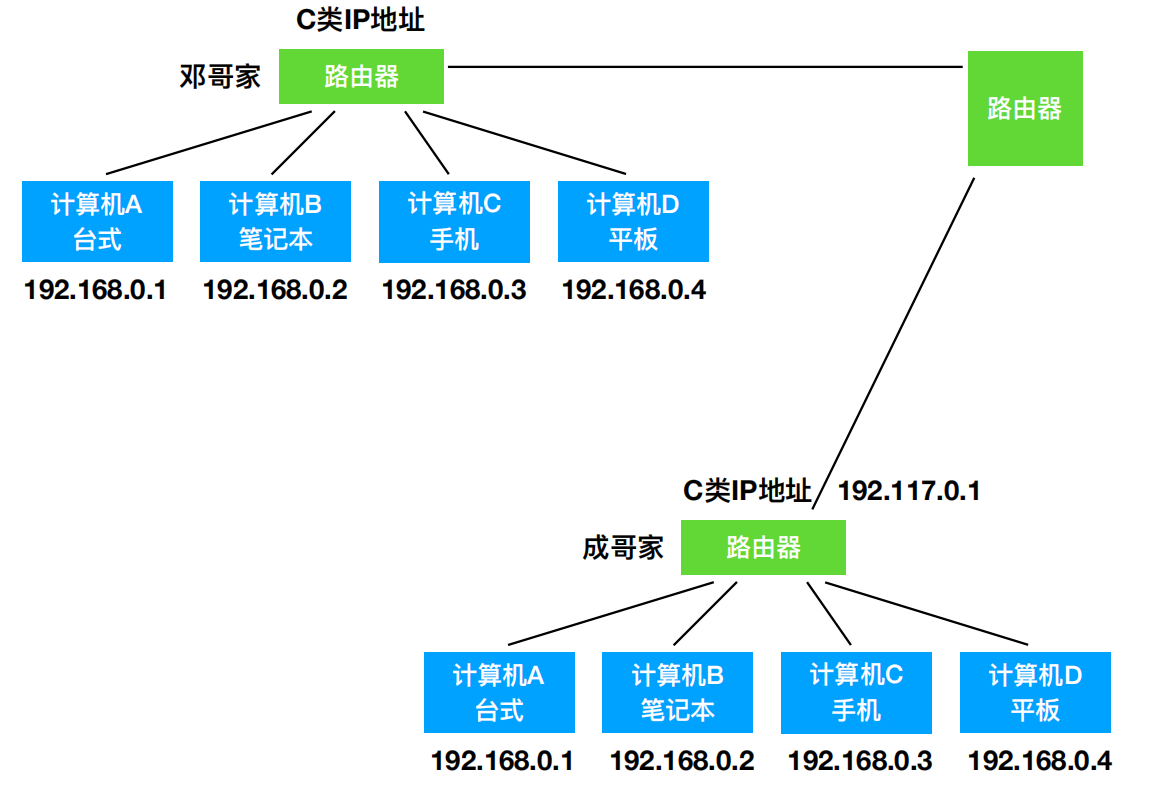 C类IP地址
邓哥家
路由器
路由器
计算机A
台式
计算机B
笔记本
计算机C
手机
计算机D
平板
192.168.0.1
192.168.0.2
192.168.0.3
192.168.0.4
C类IP地址
192.117.0.1
成哥家
路由器
计算机A
台式
计算机B
笔记本
计算机C
手机
计算机D
平板
192.168.0.1
192.168.0.2
192.168.0.3
192.168.0.4